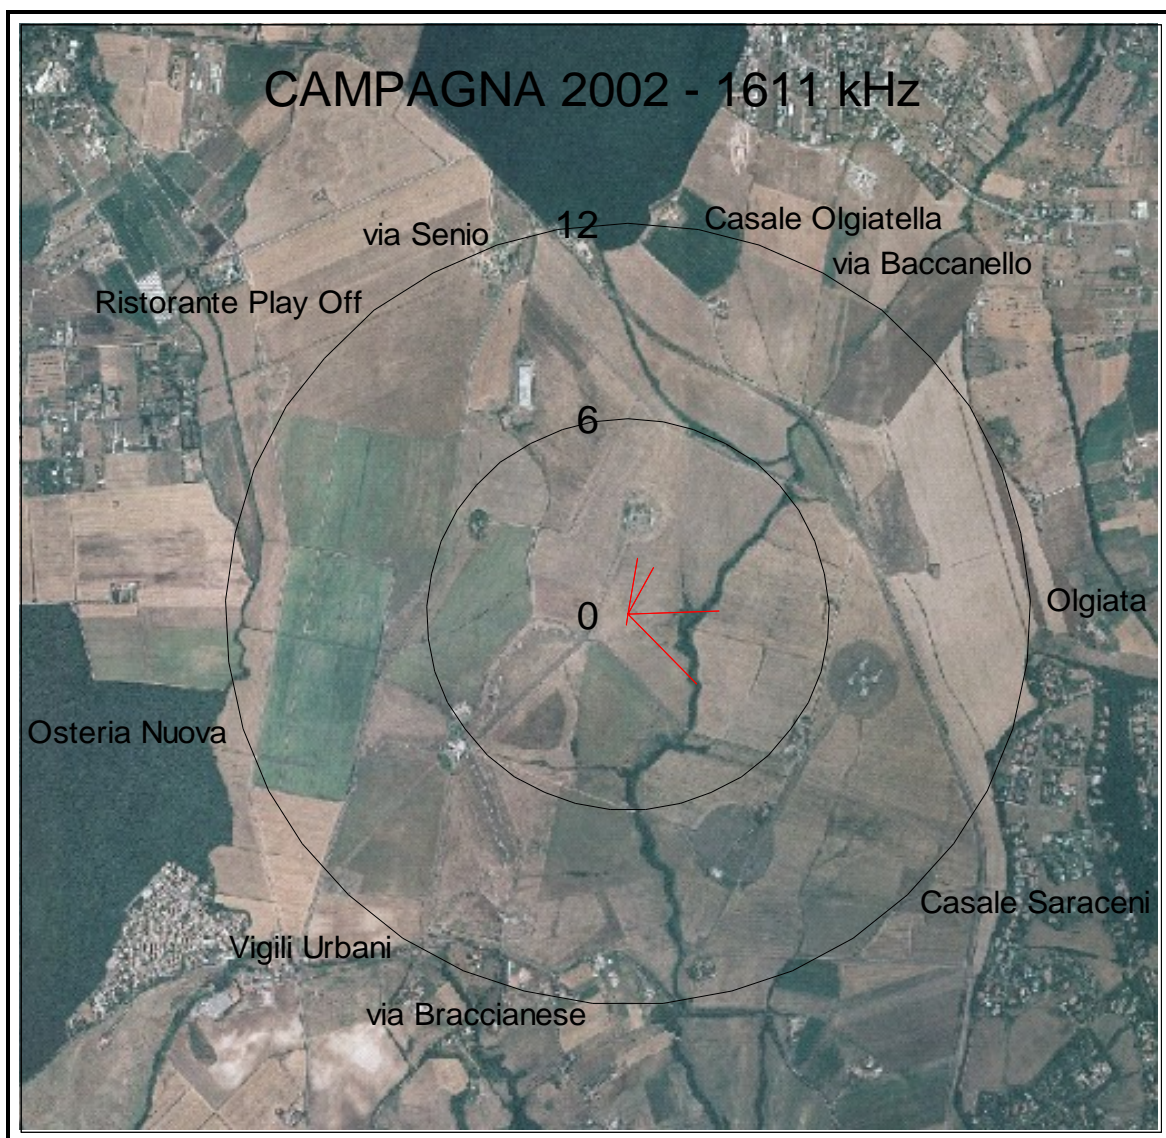 CAMPAGNA 2002 - 1611 kHz
12
Casale Olgiatella
via Senio
via Baccanello
Ristorante Play Off
6
0
Olgiata
Osteria Nuova
Casale Saraceni
Vigili Urbani
via Braccianese